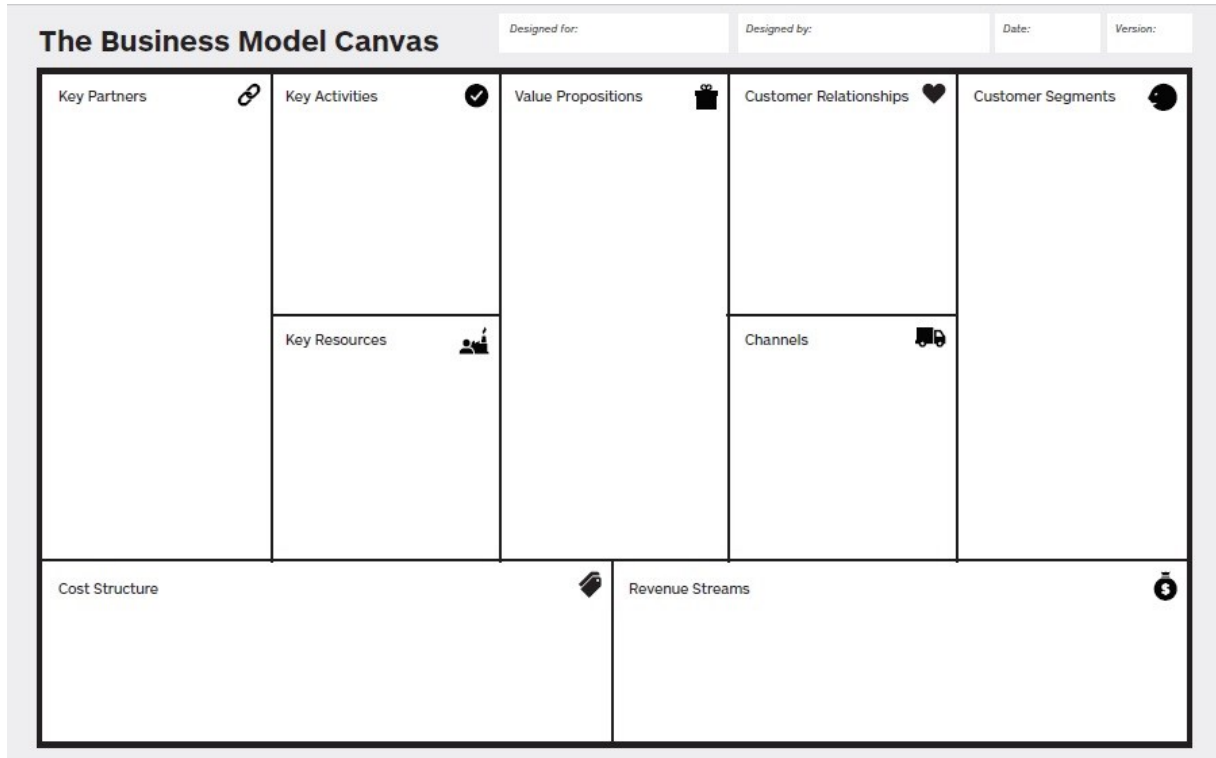 The Business Model Canvas
Designed for:
Designed by:
Date:
Version:
Key Partners
Key Activities
Value Propositions
Customer Relationships
Customer Segments
Key Resources
Channels
Cost Structure
Revenue Streams
$